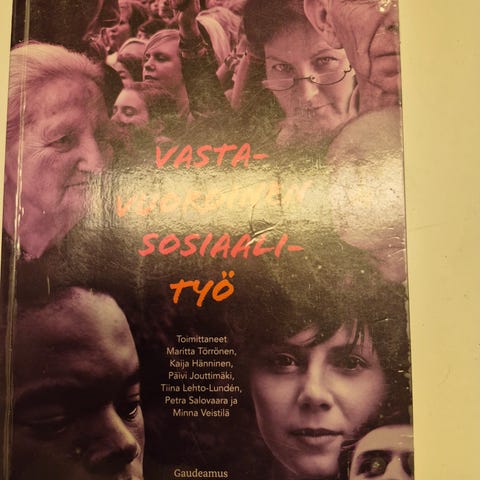 VASTA-
VUOROINEN
SOSIAALI-
TYÖ
Toimittaneet
Maritta Törrönen,
Kaija Hänninen,
Päivi Jouttimäki,
Tiina Lehto-Lundén,
Petra Salovaara ja
Minna Veistilä
Gaudeamus